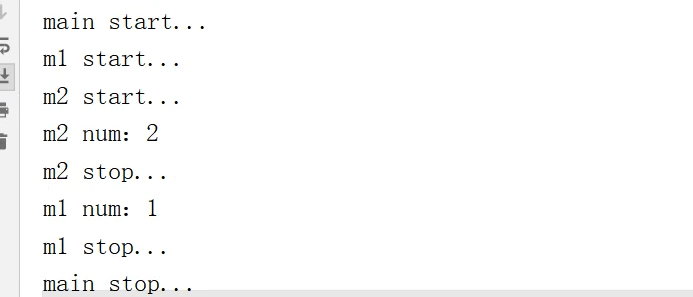 main start...
m1 start...
m2 start...
m2 num：2
m2 stop...
m1 num：1
m1 stop...
main stop...